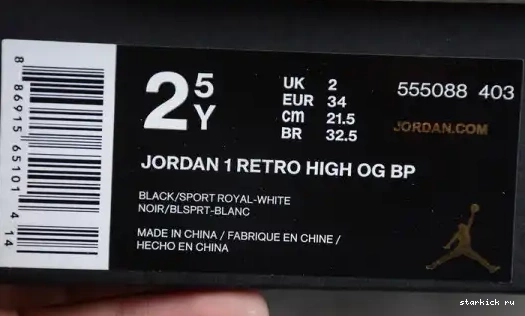 8 86915 65101 4 14
2 5 Y
UK 2
EUR 34
cm 21.5
BR 32.5
555088 403
JORDAN.COM
JORDAN 1 RETRO HIGH OG BP
BLACK/SPORT ROYAL-WHITE
NOIR/BLSPRT-BLANC
MADE IN CHINA / FABRIQUE EN CHINE /
HECHO EN CHINA
starkick ru